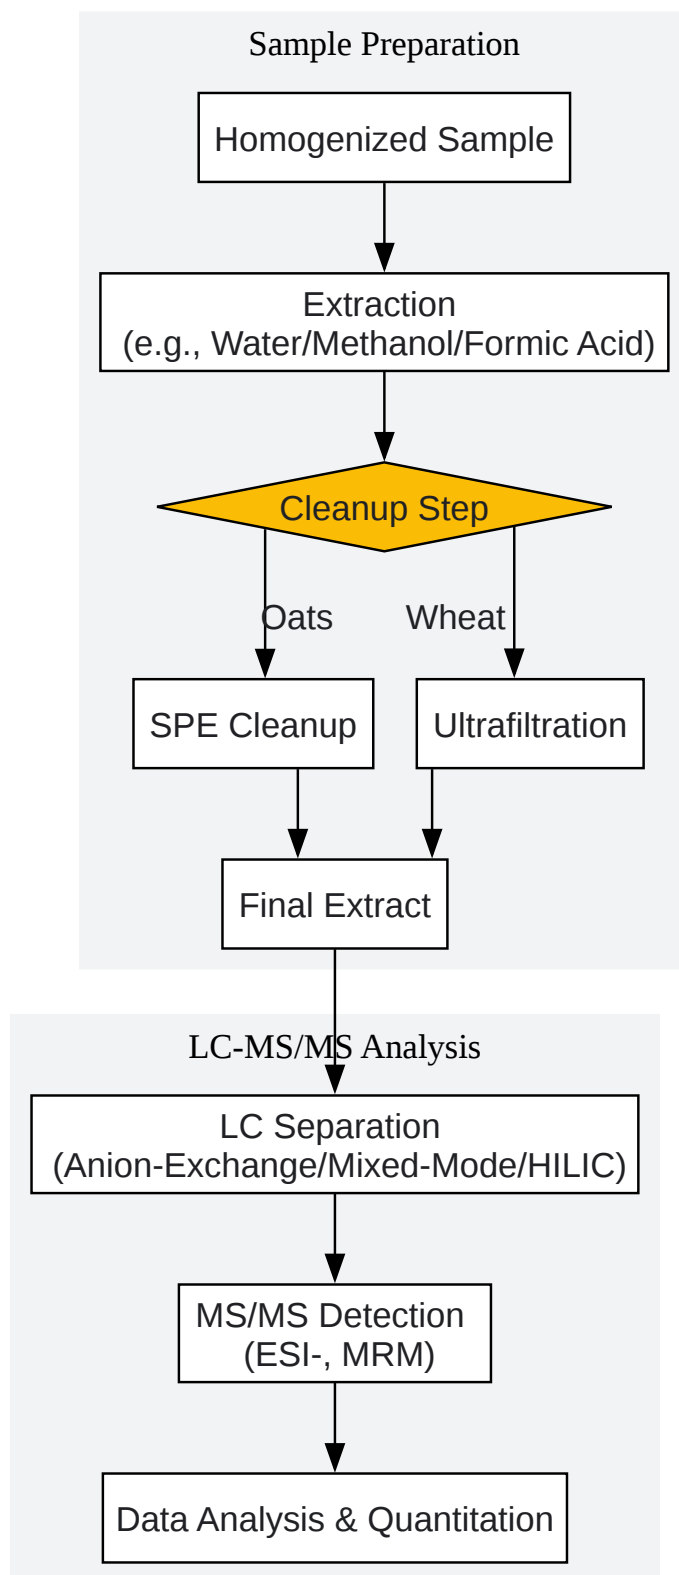 Sample Preparation
Homogenized Sample
Extraction
(e.g., Water/Methanol/Formic Acid)
Cleanup Step
Oats
Wheat
SPE Cleanup
Ultrafiltration
Final Extract
LC-MS/MS Analysis
LC Separation
(Anion-Exchange/Mixed-Mode/HILIC)
MS/MS Detection
(ESI-, MRM)
Data Analysis & Quantitation